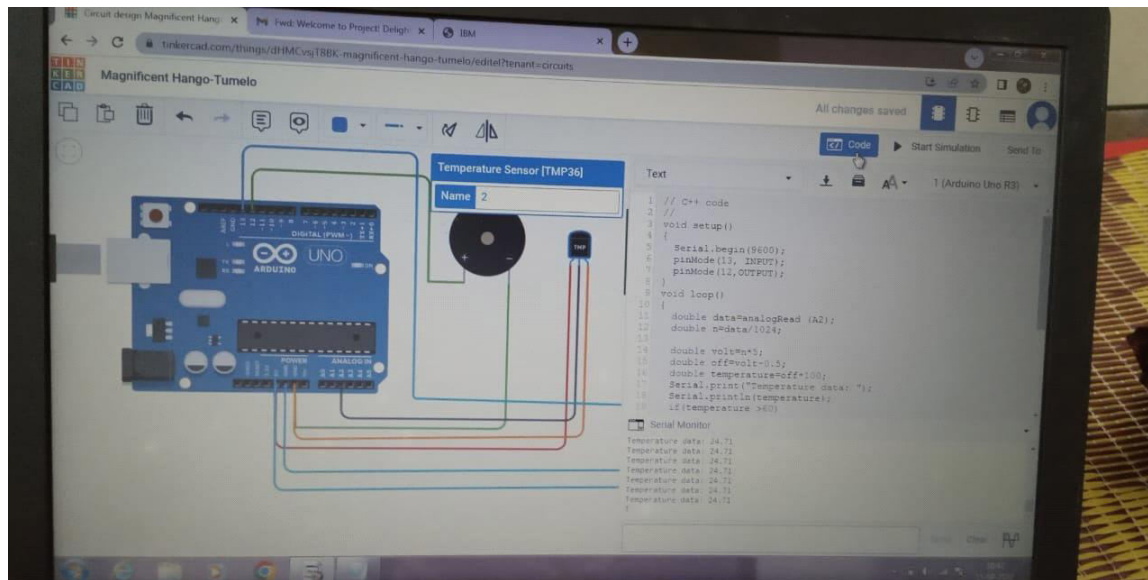 Circuit design Magnificent Hang
Fwd: Welcome to Project: Deligh
IBM
tinkercad.com/things/dHMCvsjT8BK-magnificent-hango-tumelo/editel?tenant=circuits
TIN
KER
CAD
Magnificent Hango-Tumelo
All changes saved
Code
Start Simulation
Send To
Temperature Sensor [TMP36]
Name 2
Text
1 (Arduino Uno R3)
DIGITAL (PWM~)
UNO
ARDUINO
POWER
ANALOG IN
TMP
1 // C++ code
2 //
3 void setup()
4 {
5 Serial.begin(9600);
6 pinMode(13, INPUT);
7 pinMode(12,OUTPUT);
8 }
9 void loop()
10 {
11 double data=analogRead (A2);
12 double n=data/1024;
13
14 double volt=n*5;
15 double off=volt-0.5;
16 double temperature=off*100;
17 Serial.print("Temperature data: ");
18 Serial.println(temperature);
if(temperature >60)
Serial Monitor
Temperature data: 24.71
Temperature data: 24.71
Temperature data: 24.71
Temperature data: 24.71
Temperature data: 24.71
Temperature data: 24.71
Temperature data: 24.71
Clear